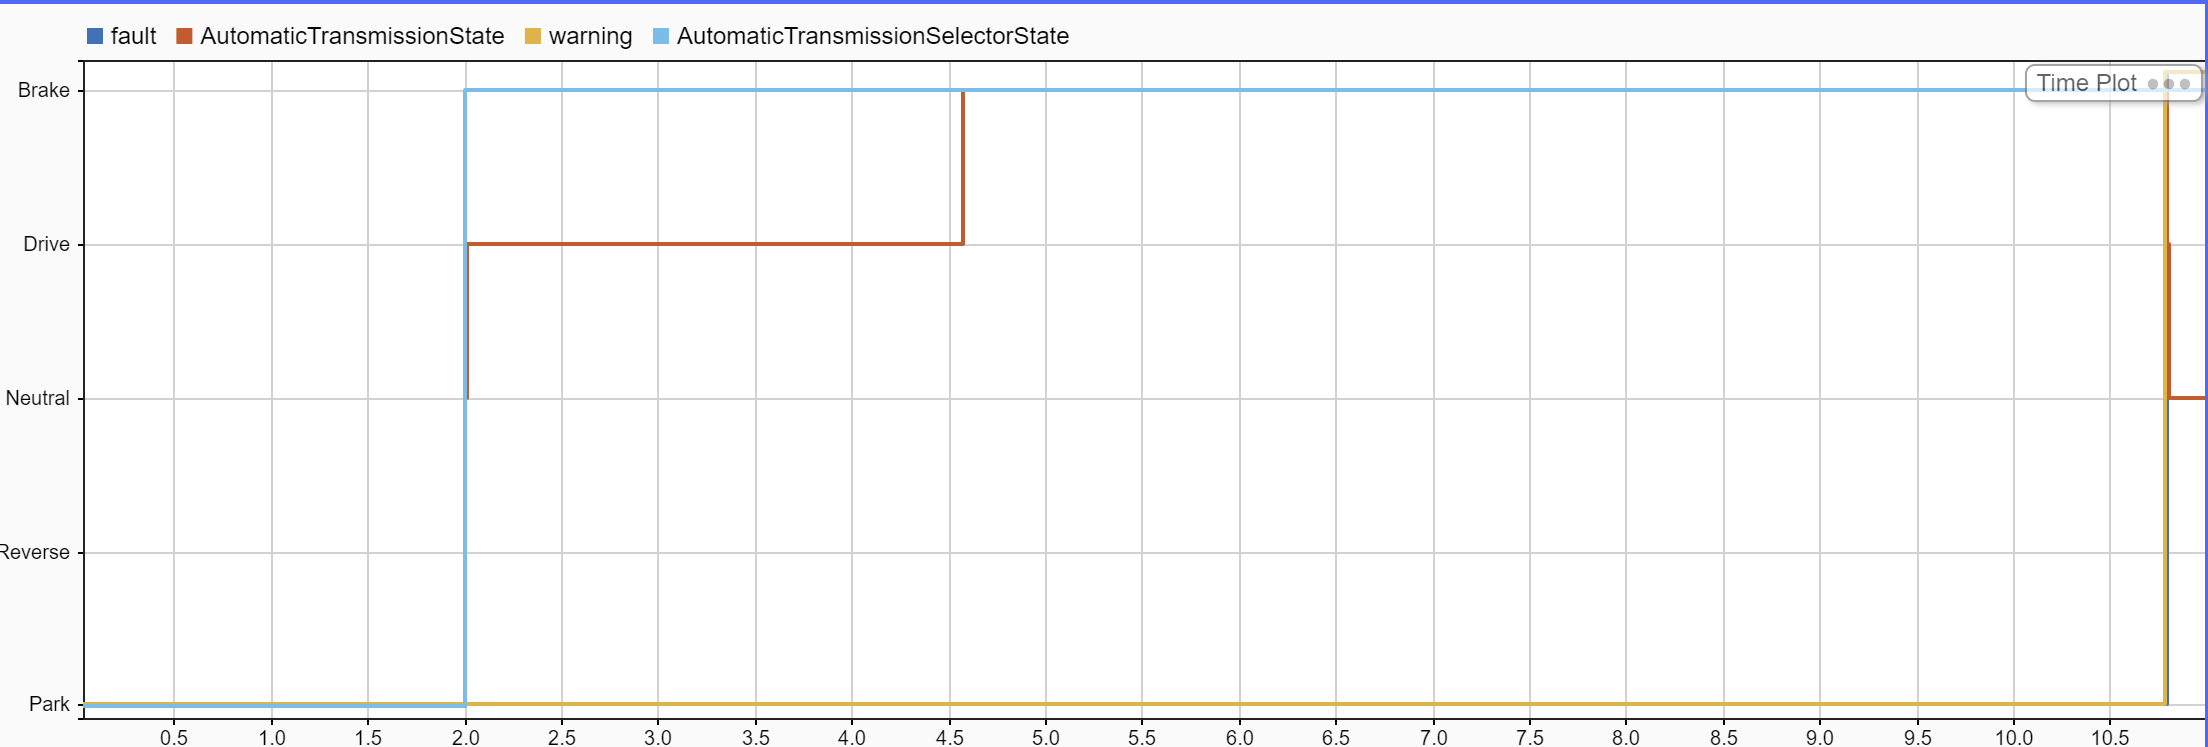 fault AutomaticTransmissionState warning AutomaticTransmissionSelectorState
Time Plot
Brake
Drive
Neutral
Reverse
Park
0.5 1.0 1.5 2.0 2.5 3.0 3.5 4.0 4.5 5.0 5.5 6.0 6.5 7.0 7.5 8.0 8.5 9.0 9.5 10.0 10.5